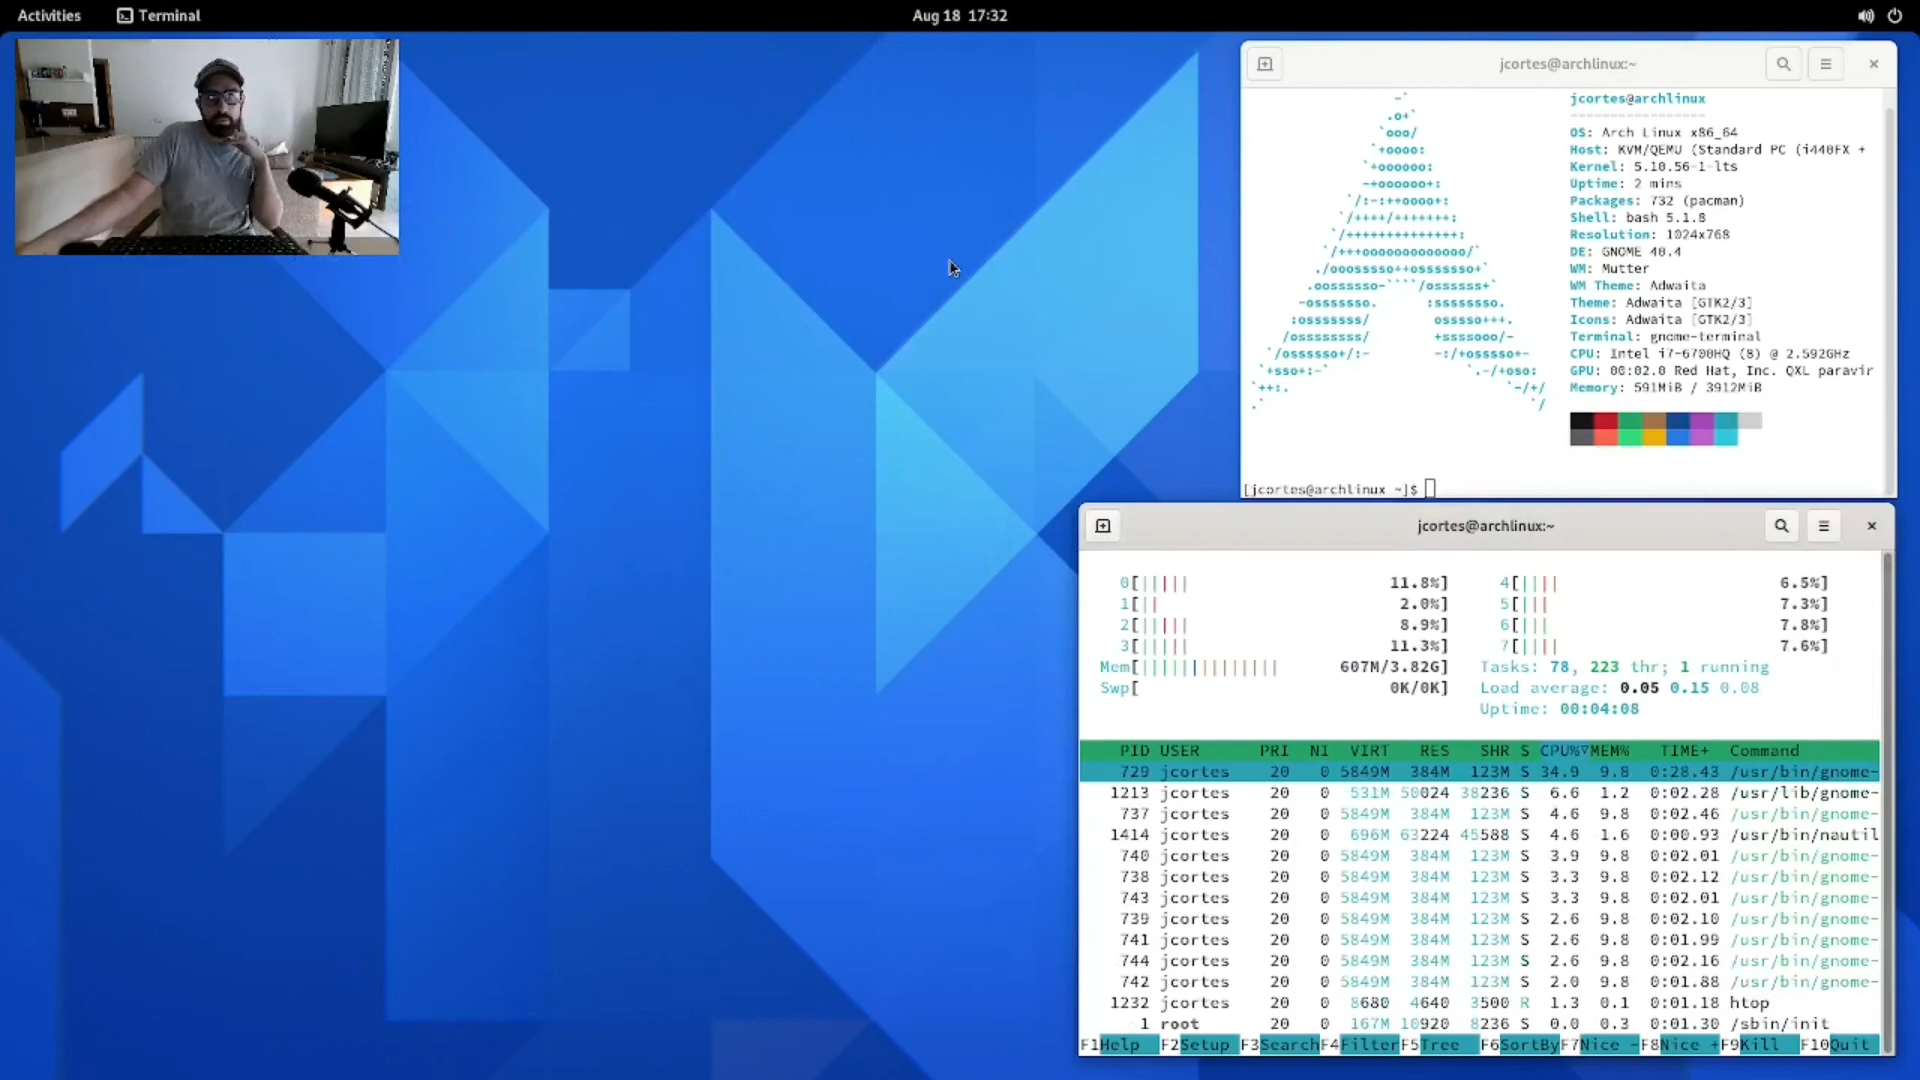 Activities
Terminal
Aug 18 17:32
jcortes@archlinux:~
jcortes@archlinux
-----------------
OS: Arch Linux x86_64
Host: KVM/QEMU (Standard PC (i440FX +
Kernel: 5.10.56-1-lts
Uptime: 2 mins
Packages: 732 (pacman)
Shell: bash 5.1.8
Resolution: 1024x768
DE: GNOME 40.4
WM: Mutter
WM Theme: Adwaita
Theme: Adwaita [GTK2/3]
Icons: Adwaita [GTK2/3]
Terminal: gnome-terminal
CPU: Intel i7-6700HQ (8) @ 2.592GHz
GPU: 00:02.0 Red Hat, Inc. QXL paravir
Memory: 591MiB / 3912MiB
[jcortes@archlinux ~]$
jcortes@archlinux:~
0[||||| 11.8%] 4[|||| 6.5%]
1[|| 2.0%] 5[||| 7.3%]
2[||||| 8.9%] 6[||| 7.8%]
3[||||| 11.3%] 7[|||| 7.6%]
Mem[|||||||||||||| 607M/3.82G] Tasks: 78, 223 thr; 1 running
Swp[ 0K/0K] Load average: 0.05 0.15 0.08
Uptime: 00:04:08
PID USER PRI NI VIRT RES SHR S CPU%▽MEM% TIME+ Command
729 jcortes 20 0 5849M 384M 123M S 34.9 9.8 0:28.43 /usr/bin/gnome-
1213 jcortes 20 0 531M 50024 38236 S 6.6 1.2 0:02.28 /usr/lib/gnome-
737 jcortes 20 0 5849M 384M 123M S 4.6 9.8 0:02.46 /usr/bin/gnome-
1414 jcortes 20 0 696M 63224 45588 S 4.6 1.6 0:00.93 /usr/bin/nautil
740 jcortes 20 0 5849M 384M 123M S 3.9 9.8 0:02.01 /usr/bin/gnome-
738 jcortes 20 0 5849M 384M 123M S 3.3 9.8 0:02.12 /usr/bin/gnome-
743 jcortes 20 0 5849M 384M 123M S 3.3 9.8 0:02.01 /usr/bin/gnome-
739 jcortes 20 0 5849M 384M 123M S 2.6 9.8 0:02.10 /usr/bin/gnome-
741 jcortes 20 0 5849M 384M 123M S 2.6 9.8 0:01.99 /usr/bin/gnome-
744 jcortes 20 0 5849M 384M 123M S 2.6 9.8 0:02.16 /usr/bin/gnome-
742 jcortes 20 0 5849M 384M 123M S 2.0 9.8 0:01.88 /usr/bin/gnome-
1232 jcortes 20 0 8680 4640 3500 R 1.3 0.1 0:01.18 htop
1 root 20 0 167M 10920 8236 S 0.0 0.3 0:01.30 /sbin/init
F1Help F2Setup F3SearchF4FilterF5Tree F6SortByF7Nice -F8Nice +F9Kill F10Quit